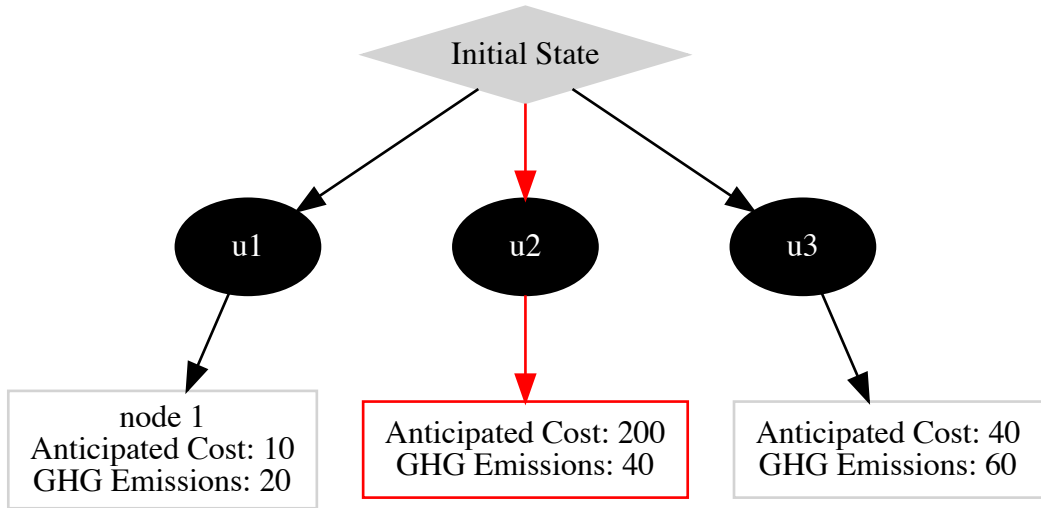 Initial State
u1
u2
u3
node 1
Anticipated Cost: 10
GHG Emissions: 20
Anticipated Cost: 200
GHG Emissions: 40
Anticipated Cost: 40
GHG Emissions: 60